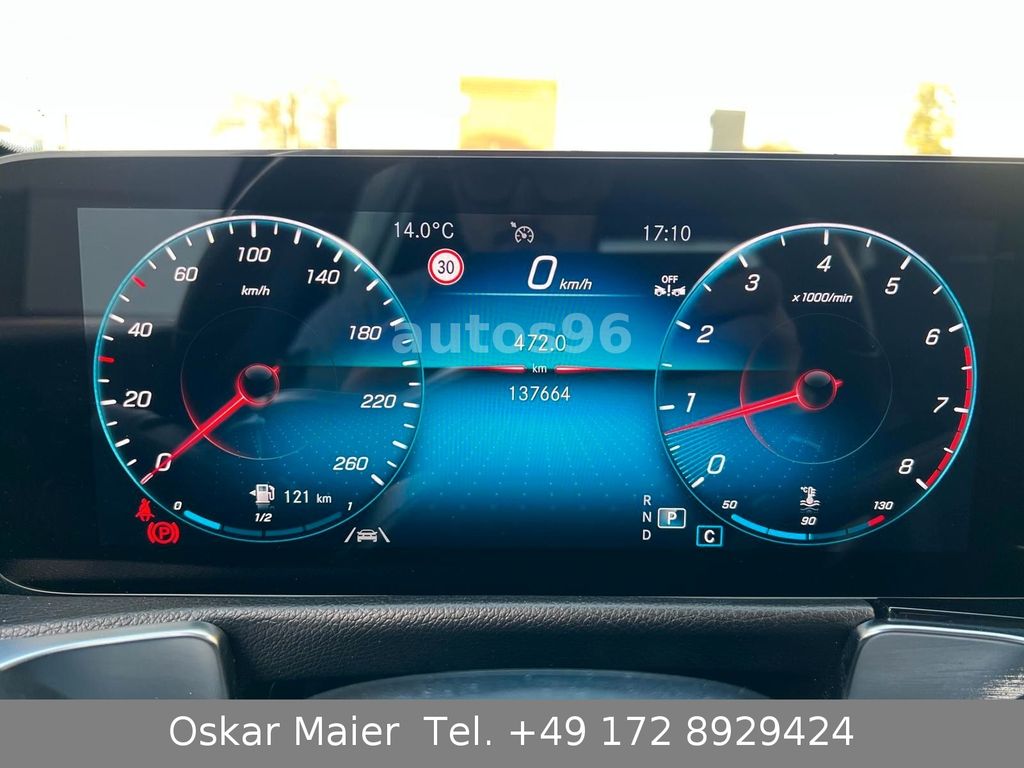 14.0°C
17:10
30
0 km/h
OFF
autos96
472.0
km
137664
0 20 40 60 100 140 180 220 260
km/h
0 1 2 3 4 5 6 7 8
x1000/min
121 km
0 1/2 1
P
R
N P
D
C
°C
50 90 130
Oskar Maier Tel. +49 172 8929424